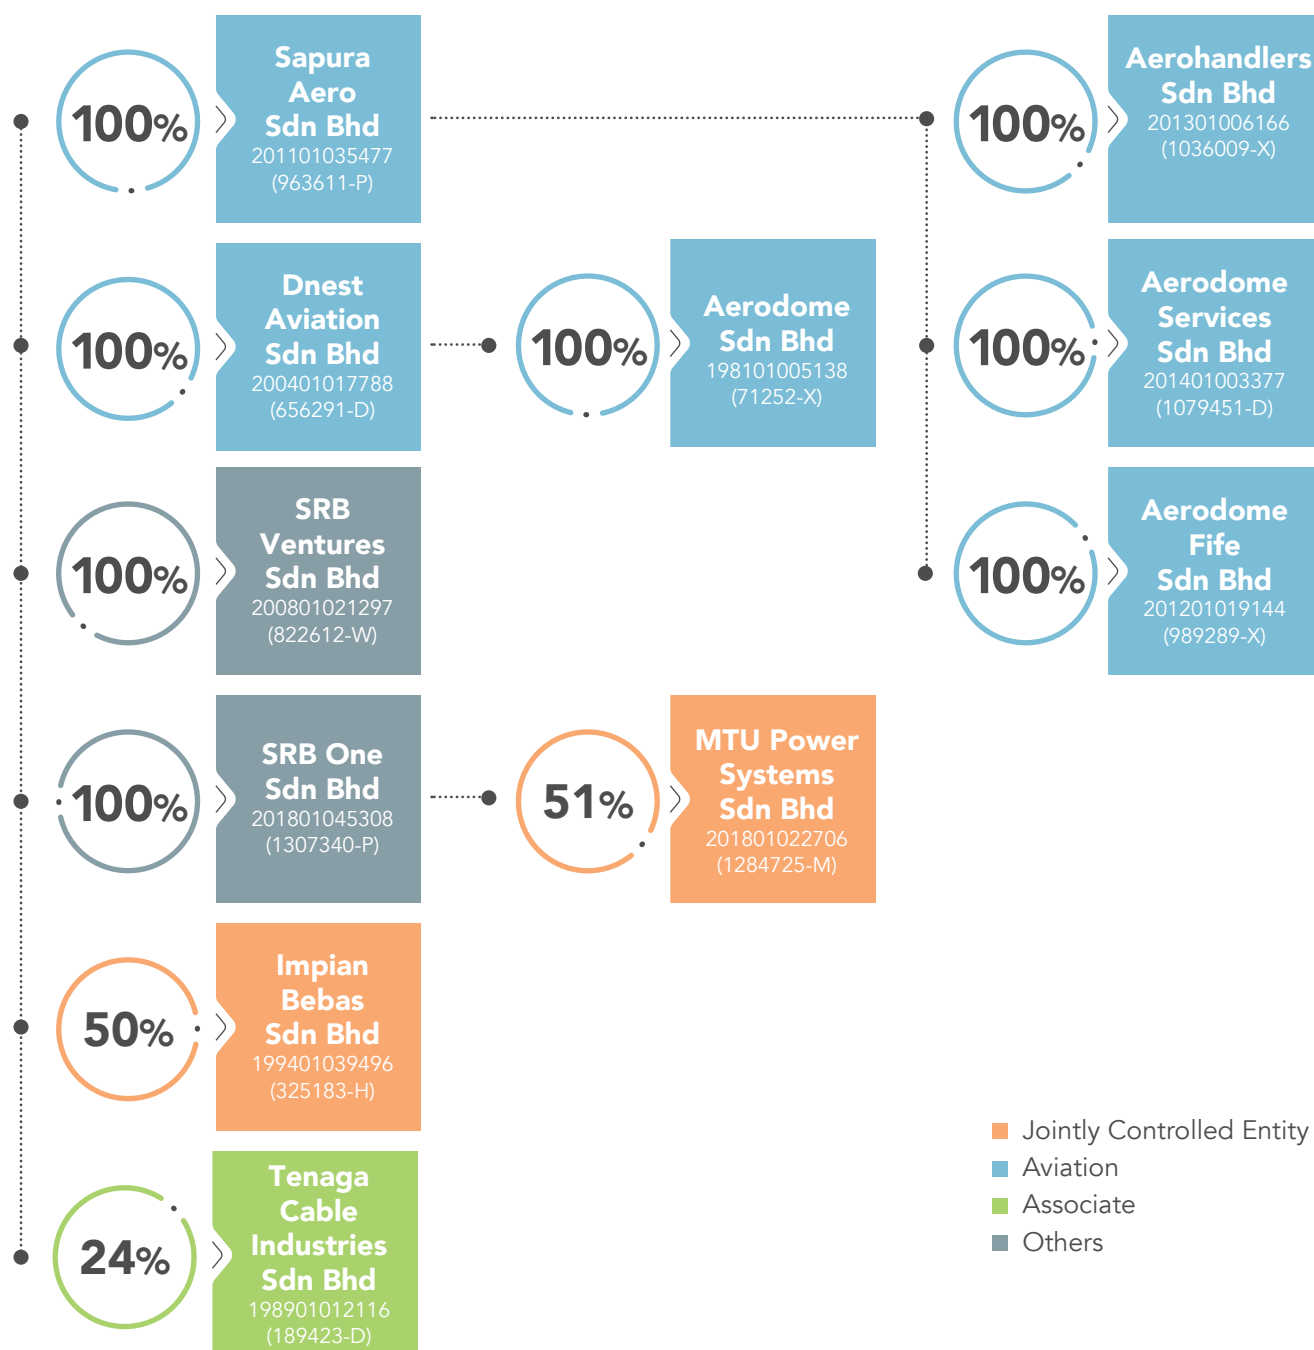 100%
Sapura
Aero
Sdn Bhd
201101035477
(963611-P)
100%
Aerohandlers
Sdn Bhd
201301006166
(1036009-X)
100%
Dnest
Aviation
Sdn Bhd
200401017788
(656291-D)
100%
Aerodome
Sdn Bhd
198101005138
(71252-X)
100%
Aerodome
Services
Sdn Bhd
201401003377
(1079451-D)
100%
SRB
Ventures
Sdn Bhd
200801021297
(822612-W)
100%
Aerodome
Fife
Sdn Bhd
201201019144
(989289-X)
100%
SRB One
Sdn Bhd
201801045308
(1307340-P)
51%
MTU Power
Systems
Sdn Bhd
201801022706
(1284725-M)
50%
Impian
Bebas
Sdn Bhd
199401039496
(325183-H)
24%
Tenaga
Cable
Industries
Sdn Bhd
198901012116
(189423-D)
Jointly Controlled Entity
Aviation
Associate
Others